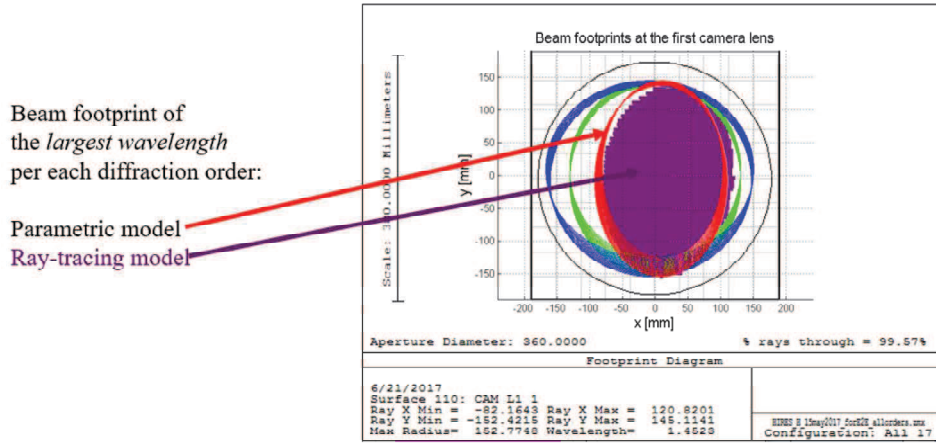 Beam footprints at the first camera lens
Beam footprint of
the largest wavelength
per each diffraction order:
Parametric model
Ray-tracing model
Scale: 380.0000 Millimeters
150
100
50
0
-50
-100
-150
y [mm]
-200 -150 -100 -50 0 50 100 150 200
x [mm]
Aperture Diameter: 360.0000 % rays through = 99.57%
Footprint Diagram
6/21/2017
Surface 110: CAM L1 1
Ray X Min = -82.1643 Ray X Max = 120.8201
Ray Y Min = -152.4215 Ray Y Max = 145.1141
Max Radius= 152.7748 Wavelength= 1.4528
Configuration: All 17